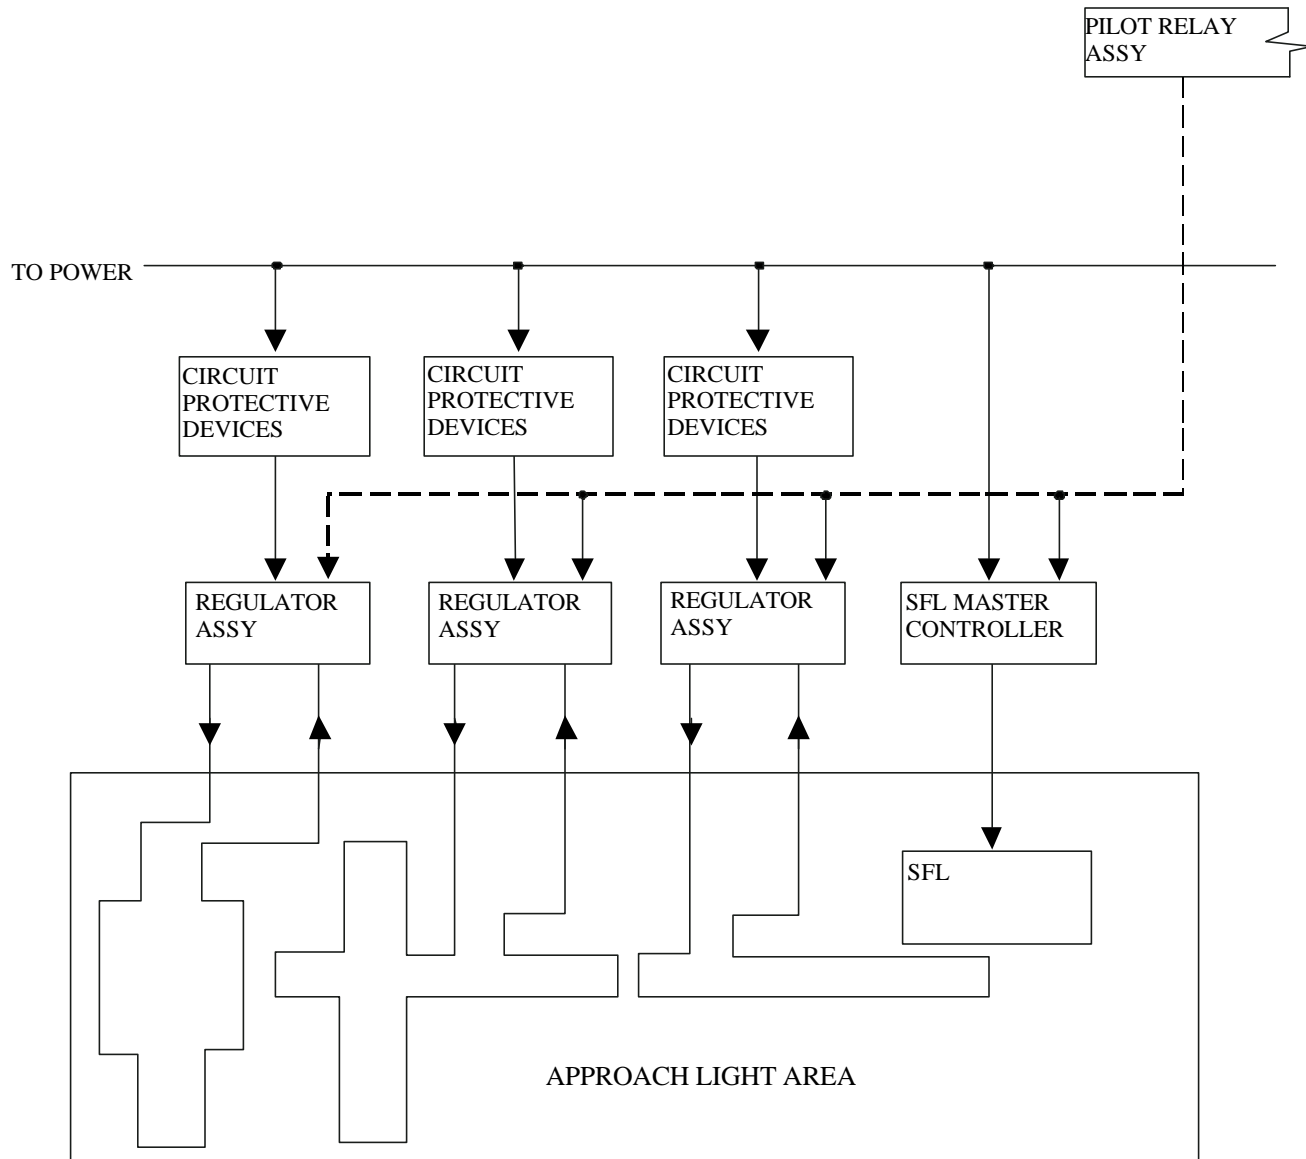 PILOT RELAY
ASSY
TO POWER
CIRCUIT
PROTECTIVE
DEVICES
CIRCUIT
PROTECTIVE
DEVICES
CIRCUIT
PROTECTIVE
DEVICES
REGULATOR
ASSY
REGULATOR
ASSY
REGULATOR
ASSY
SFL MASTER
CONTROLLER
SFL
APPROACH LIGHT AREA